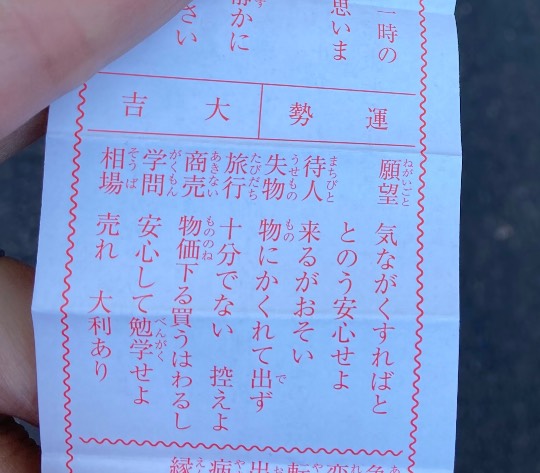 一時の
思いま
静かに
さい
運勢
大吉
願望 気ながくすればと
とのう安心せよ
待人 来るがおそい
失物 物にかくれて出ず
旅行 十分でない 控えよ
商売 物価下る買うはわるし
学問 安心して勉学せよ
相場 売れ 大利あり